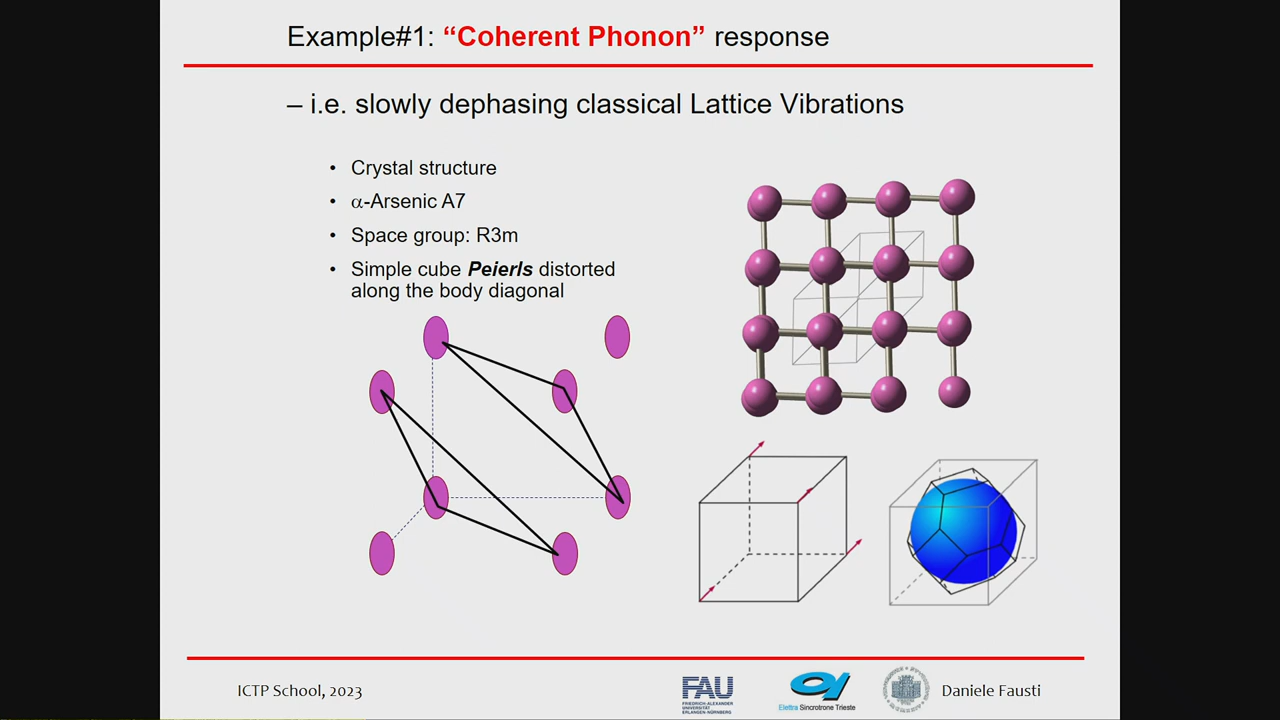 Example#1: “Coherent Phonon” response
– i.e. slowly dephasing classical Lattice Vibrations
• Crystal structure
• α-Arsenic A7
• Space group: R3m
• Simple cube Peierls distorted
along the body diagonal
ICTP School, 2023
FAU
FRIEDRICH-ALEXANDER
UNIVERSITÄT
ERLANGEN-NÜRNBERG
Elettra Sincrotrone Trieste
Daniele Fausti